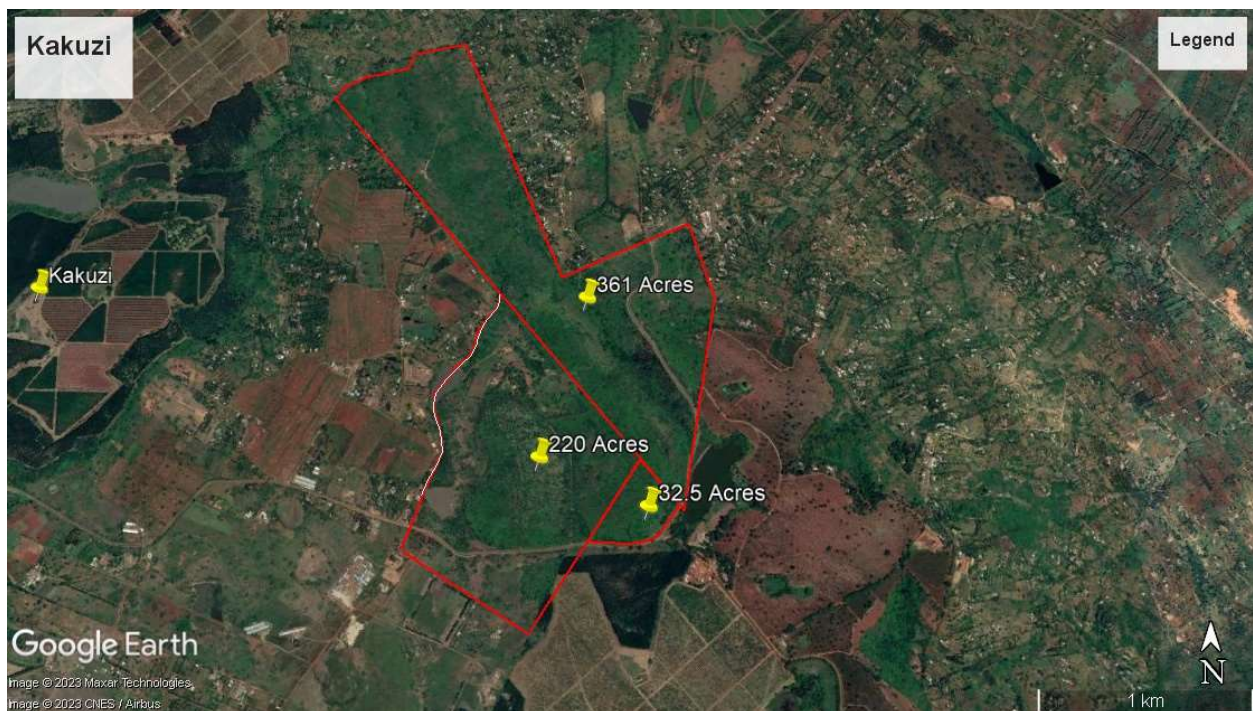 Kakuzi
Legend
Kakuzi
361 Acres
220 Acres
32.5 Acres
Google Earth
Image © 2023 Maxar Technologies
Image © 2023 CNES / Airbus
N
1 km